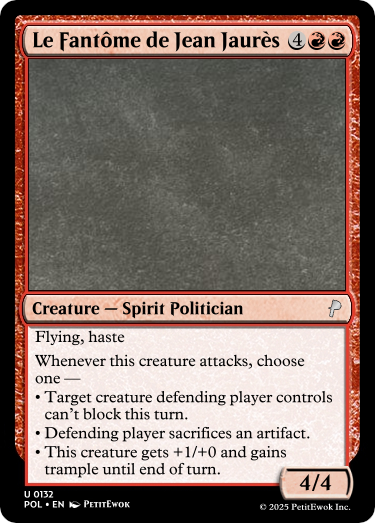 Le Fantôme de Jean Jaurès 4
Creature — Spirit Politician
Flying, haste
Whenever this creature attacks, choose
one —
• Target creature defending player controls
can't block this turn.
• Defending player sacrifices an artifact.
• This creature gets +1/+0 and gains
trample until end of turn.
4/4
U 0132
POL • EN PetitEwok
© 2025 PetitEwok Inc.